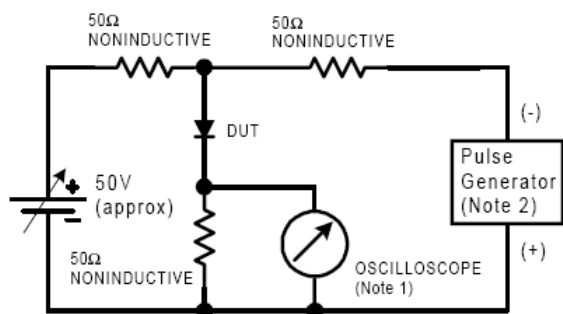 50Ω
NONINDUCTIVE
50Ω
NONINDUCTIVE
(-)
DUT
Pulse
Generator
(Note 2)
+
50V
(approx)
-
(+)
50Ω
NONINDUCTIVE
OSCILLOSCOPE
(Note 1)